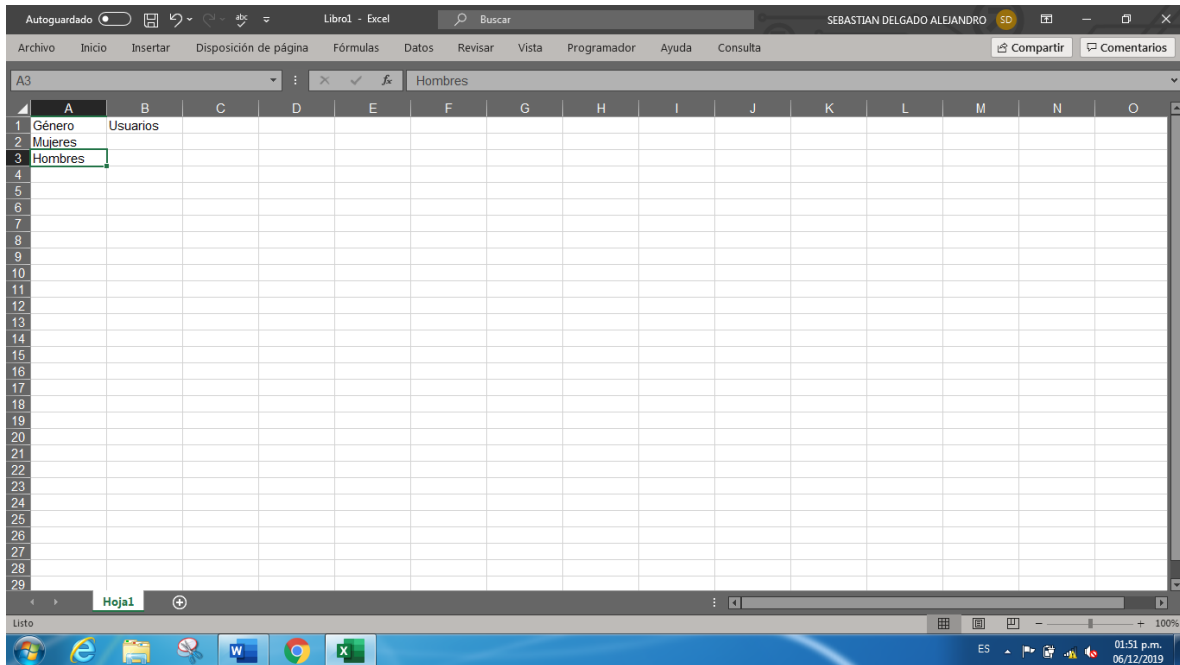 Autoguardado
abc
Libro1 - Excel
Buscar
SEBASTIAN DELGADO ALEJANDRO
SD
Archivo Inicio Insertar Disposición de página Fórmulas Datos Revisar Vista Programador Ayuda Consulta
Compartir
Comentarios
A3
fx
Hombres
A B C D E F G H I J K L M N O
1 Género Usuarios
2 Mujeres
3 Hombres
4
5
6
7
8
9
10
11
12
13
14
15
16
17
18
19
20
21
22
23
24
25
26
27
28
29
Hoja1
Listo
100%
W
X
ES
01:51 p.m.
06/12/2019